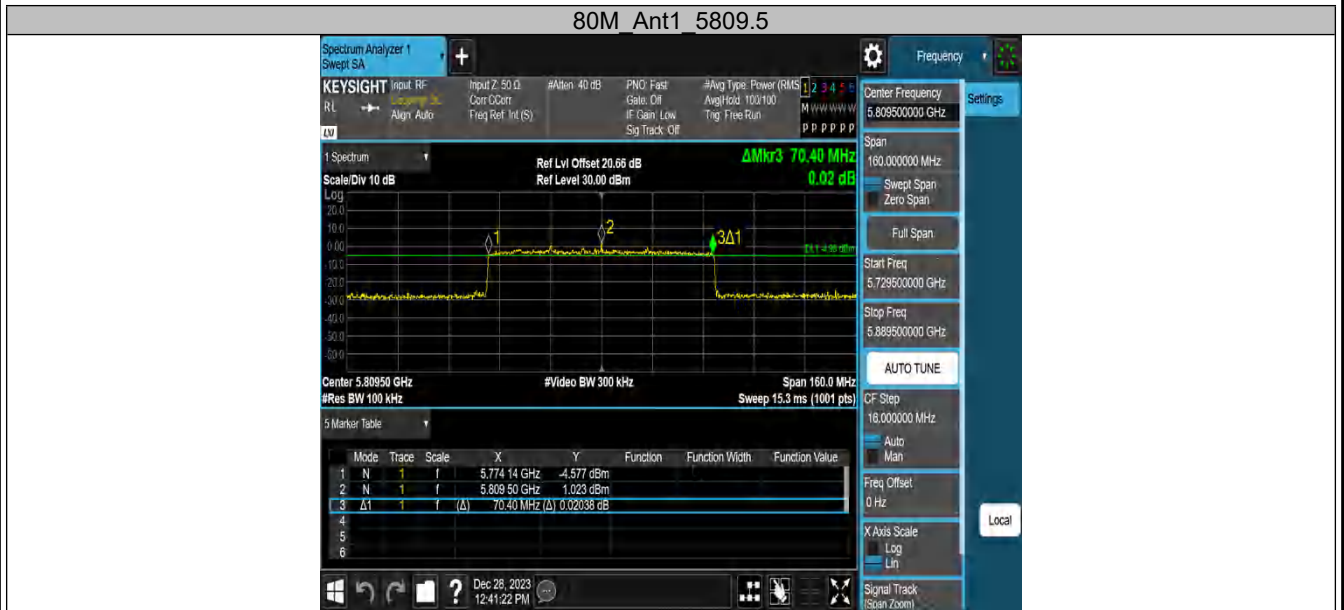 80M_Ant1_5809.5
Spectrum Analyzer 1
Swept SA
+
Frequency
KEYSIGHT Input: RF
RL
Align: Auto
LXI
Input Z: 50 Ω
Corr CCorr
Freq Ref: Int (S)
#Atten: 40 dB
PNO: Fast
Gate: Off
IF Gain: Low
Sig Track: Off
#Avg Type: Power (RMS
Avg|Hold: 100/100
Trig: Free Run
1 2 3 4 5 6
M W W W W W
P P P P P P
1 Spectrum
Scale/Div 10 dB
Log
Ref Lvl Offset 20.66 dB
Ref Level 30.00 dBm
ΔMkr3 70.40 MHz
0.02 dB
20.0
10.0
0.00
-10.0
-20.0
-30.0
-40.0
-50.0
-60.0
1
2
3Δ1
DL1 -4.98 dBm
Center 5.80950 GHz
#Res BW 100 kHz
#Video BW 300 kHz
Span 160.0 MHz
Sweep 15.3 ms (1001 pts)
5 Marker Table
Mode Trace Scale X Y Function Function Width Function Value
1 N 1 f 5.774 14 GHz -4.577 dBm
2 N 1 f 5.809 50 GHz 1.023 dBm
3 Δ1 1 f (Δ) 70.40 MHz (Δ) 0.02038 dB
4
5
6
?
Dec 28, 2023
12:41:22 PM
Center Frequency
5.809500000 GHz
Settings
Span
160.000000 MHz
Swept Span
Zero Span
Full Span
Start Freq
5.729500000 GHz
Stop Freq
5.889500000 GHz
AUTO TUNE
CF Step
16.000000 MHz
Auto
Man
Freq Offset
0 Hz
X Axis Scale
Log
Lin
Local
Signal Track
(Span Zoom)